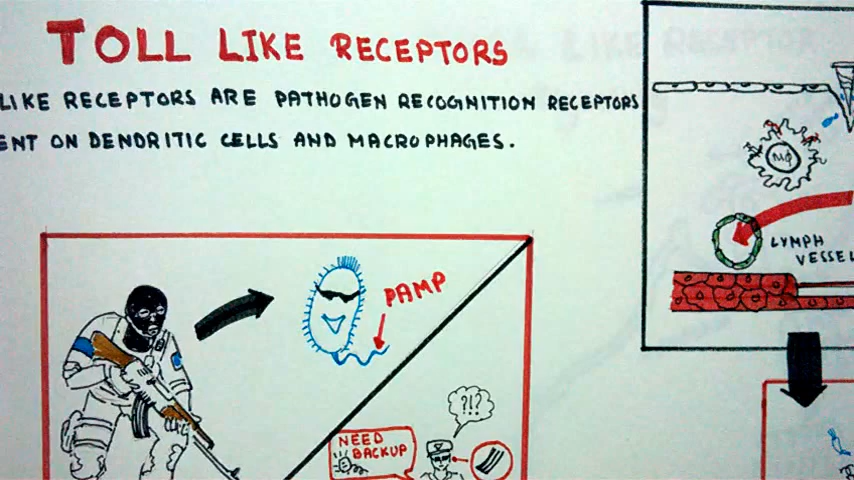 TOLL LIKE RECEPTORS
LIKE RECEPTORS ARE PATHOGEN RECOGNITION RECEPTORS
ENT ON DENDRITIC CELLS AND MACROPHAGES.
MΦ
LYMPH
VESSEL
PAMP
?!?
NEED
BACKUP